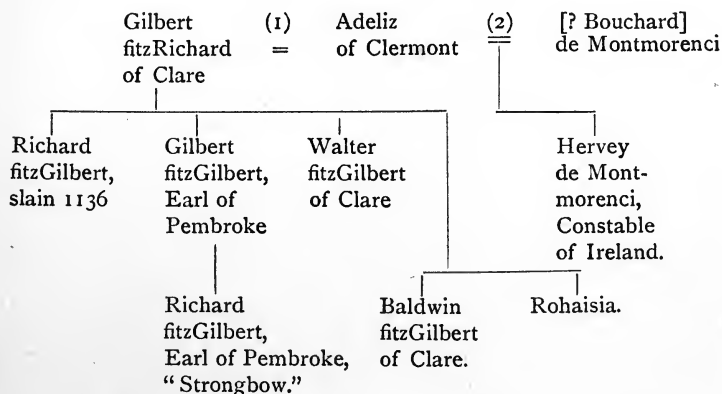 Gilbert (1) Adeliz (2) [? Bouchard]
fitzRichard = of Clermont = de Montmorenci
of Clare
Richard
fitzGilbert,
slain 1136
Gilbert
fitzGilbert,
Earl of
Pembroke
Walter
fitzGilbert
of Clare
Hervey
de Mont-
morenci,
Constable
of Ireland.
Richard
fitzGilbert,
Earl of Pembroke,
"Strongbow."
Baldwin
fitzGilbert
of Clare.
Rohaisia.